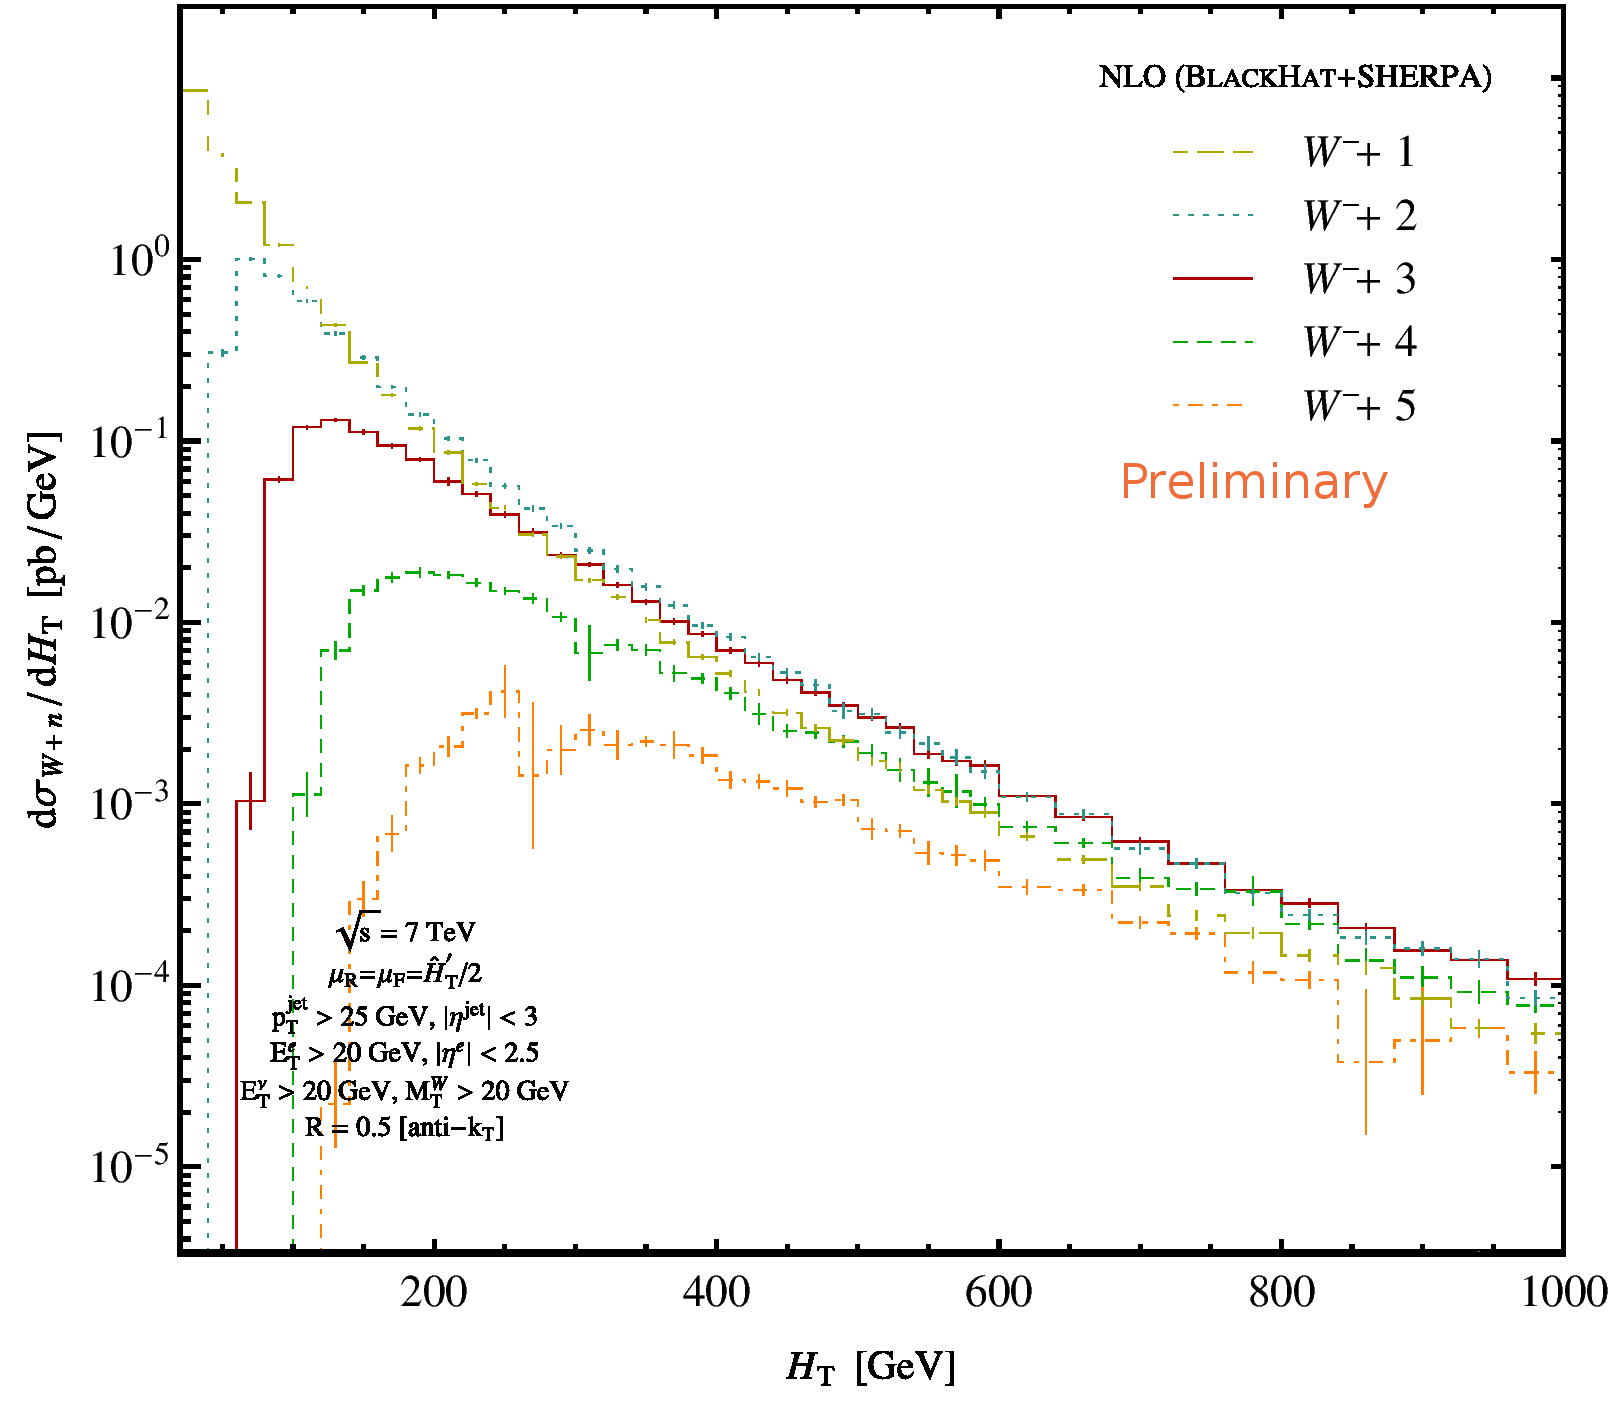 NLO (BLACKHAT+SHERPA)
W⁻+ 1
W⁻+ 2
W⁻+ 3
W⁻+ 4
W⁻+ 5
Preliminary
dσ_{W+n}/dH_T [pb/GeV]
10⁰
10⁻¹
10⁻²
10⁻³
10⁻⁴
10⁻⁵
√s = 7 TeV
μ_R=μ_F=Ĥ_T′/2
p_T^{jet} > 25 GeV, |η^{jet}| < 3
E_T^e > 20 GeV, |η^e| < 2.5
E_T^ν > 20 GeV, M_T^W > 20 GeV
R = 0.5 [anti−k_T]
200 400 600 800 1000
H_T [GeV]